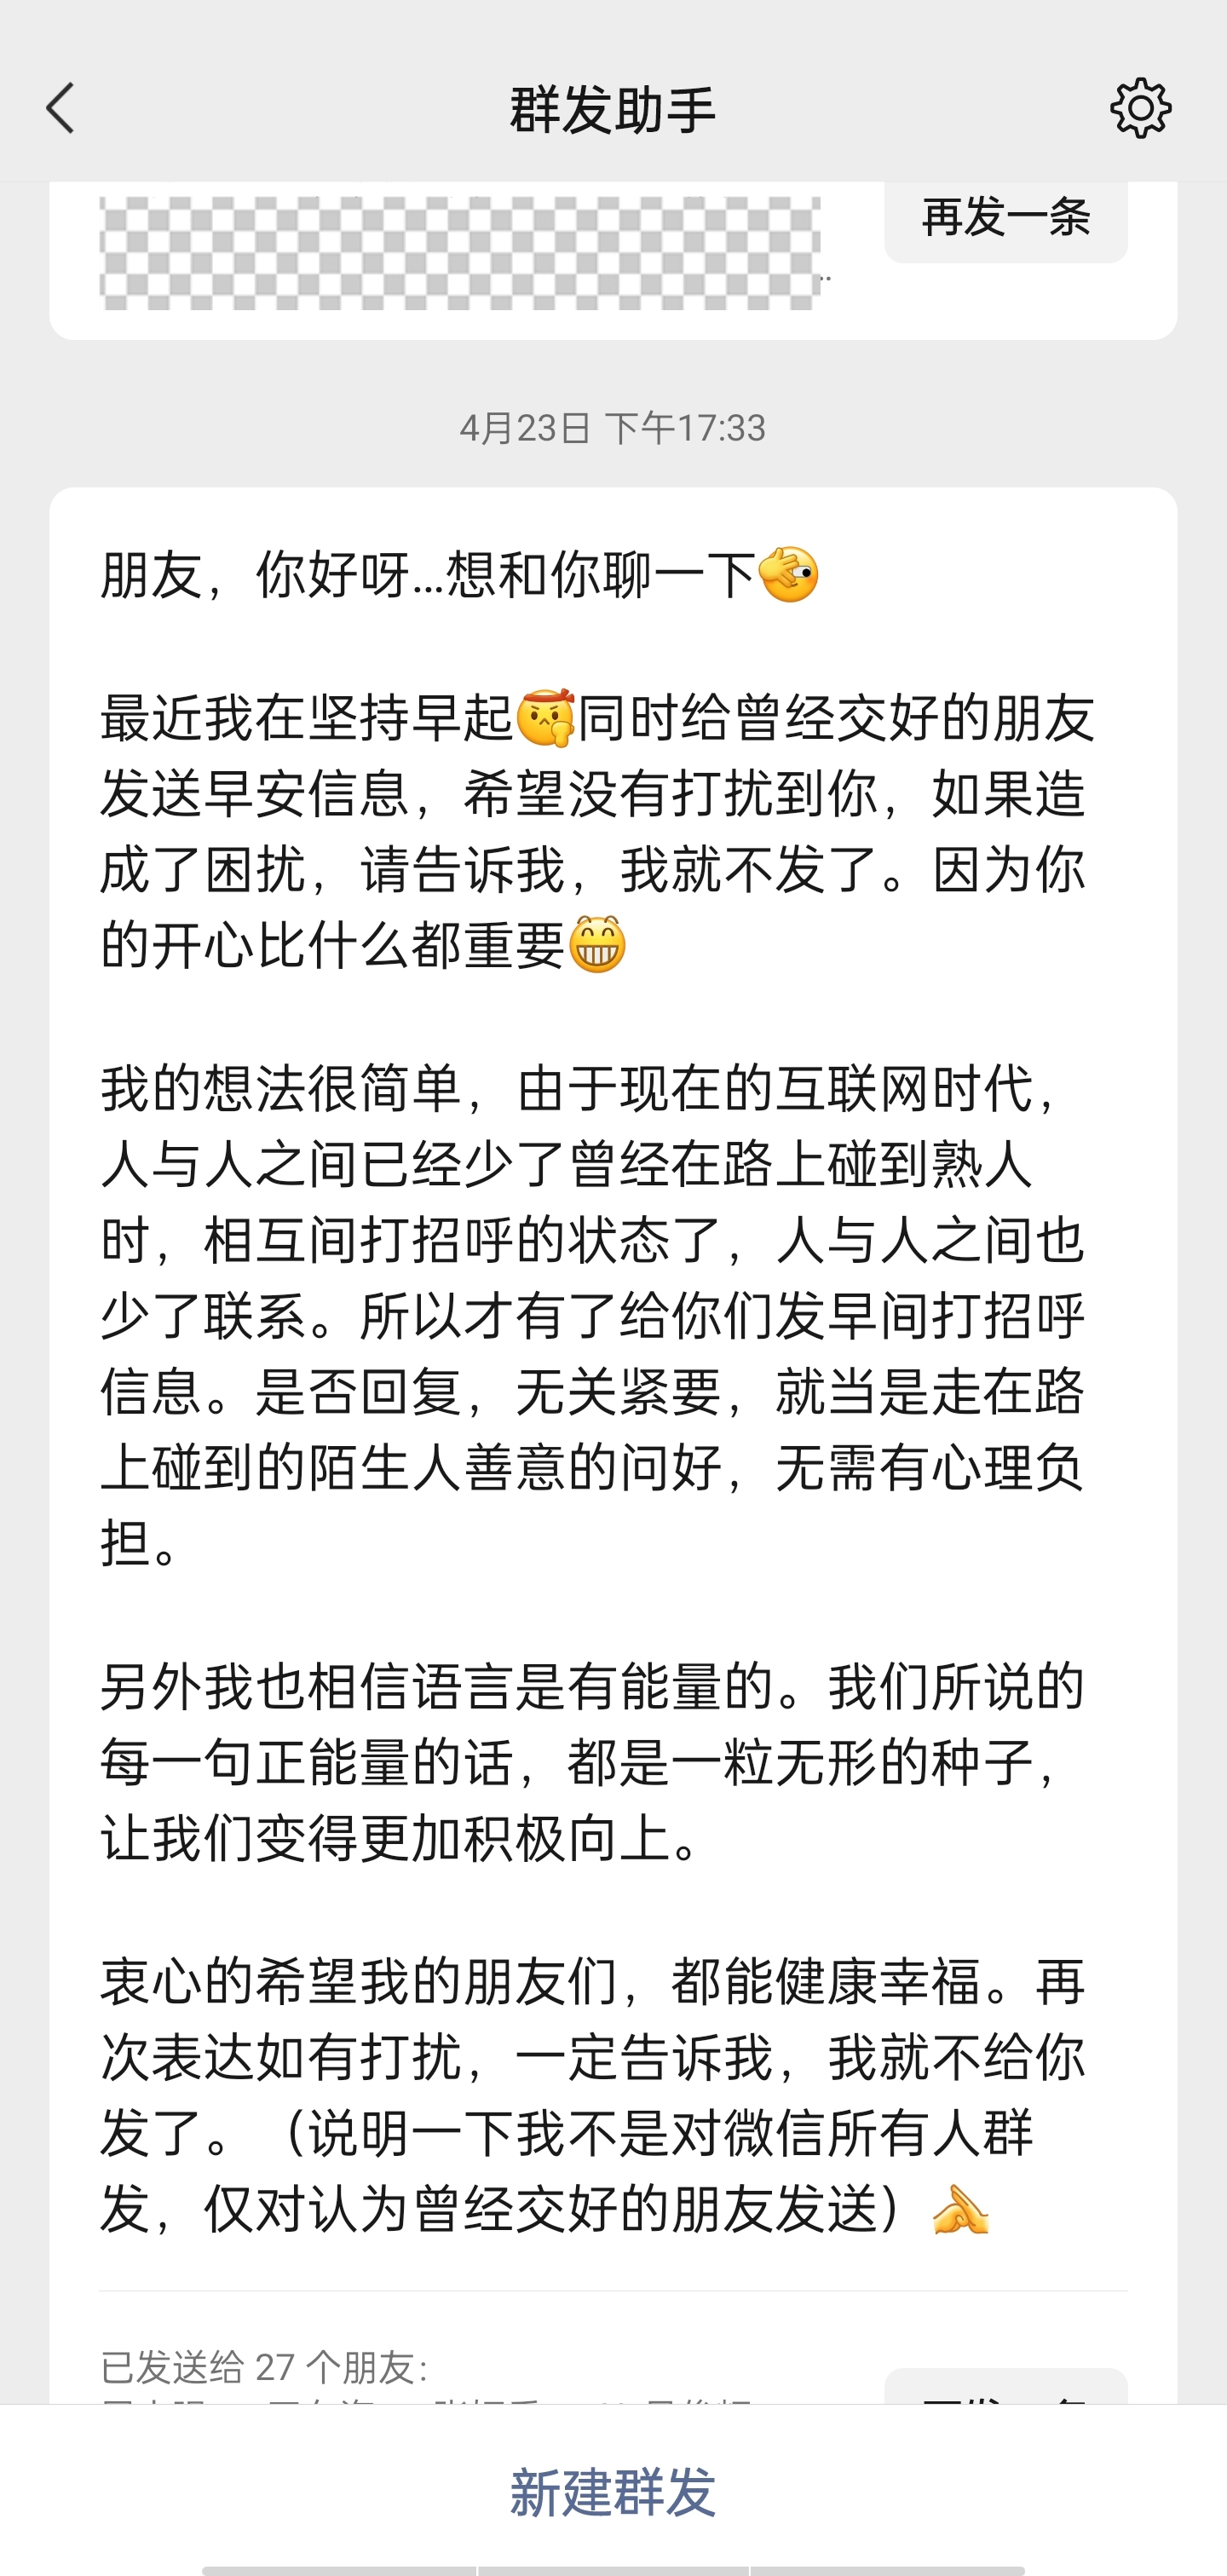 群发助手
再发一条
..
4月23日 下午17:33
朋友，你好呀...想和你聊一下
最近我在坚持早起同时给曾经交好的朋友
发送早安信息，希望没有打扰到你，如果造
成了困扰，请告诉我，我就不发了。因为你
的开心比什么都重要
我的想法很简单，由于现在的互联网时代，
人与人之间已经少了曾经在路上碰到熟人
时，相互间打招呼的状态了，人与人之间也
少了联系。所以才有了给你们发早间打招呼
信息。是否回复，无关紧要，就当是走在路
上碰到的陌生人善意的问好，无需有心理负
担。
另外我也相信语言是有能量的。我们所说的
每一句正能量的话，都是一粒无形的种子，
让我们变得更加积极向上。
衷心的希望我的朋友们，都能健康幸福。再
次表达如有打扰，一定告诉我，我就不给你
发了。（说明一下我不是对微信所有人群
发，仅对认为曾经交好的朋友发送）
已发送给 27 个朋友：
新建群发